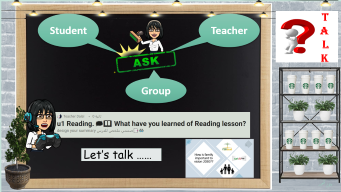 Student
Teacher
ASK
Group
TALK
u1 Reading. What have you learned of Reading lesson?
Let's talk ......